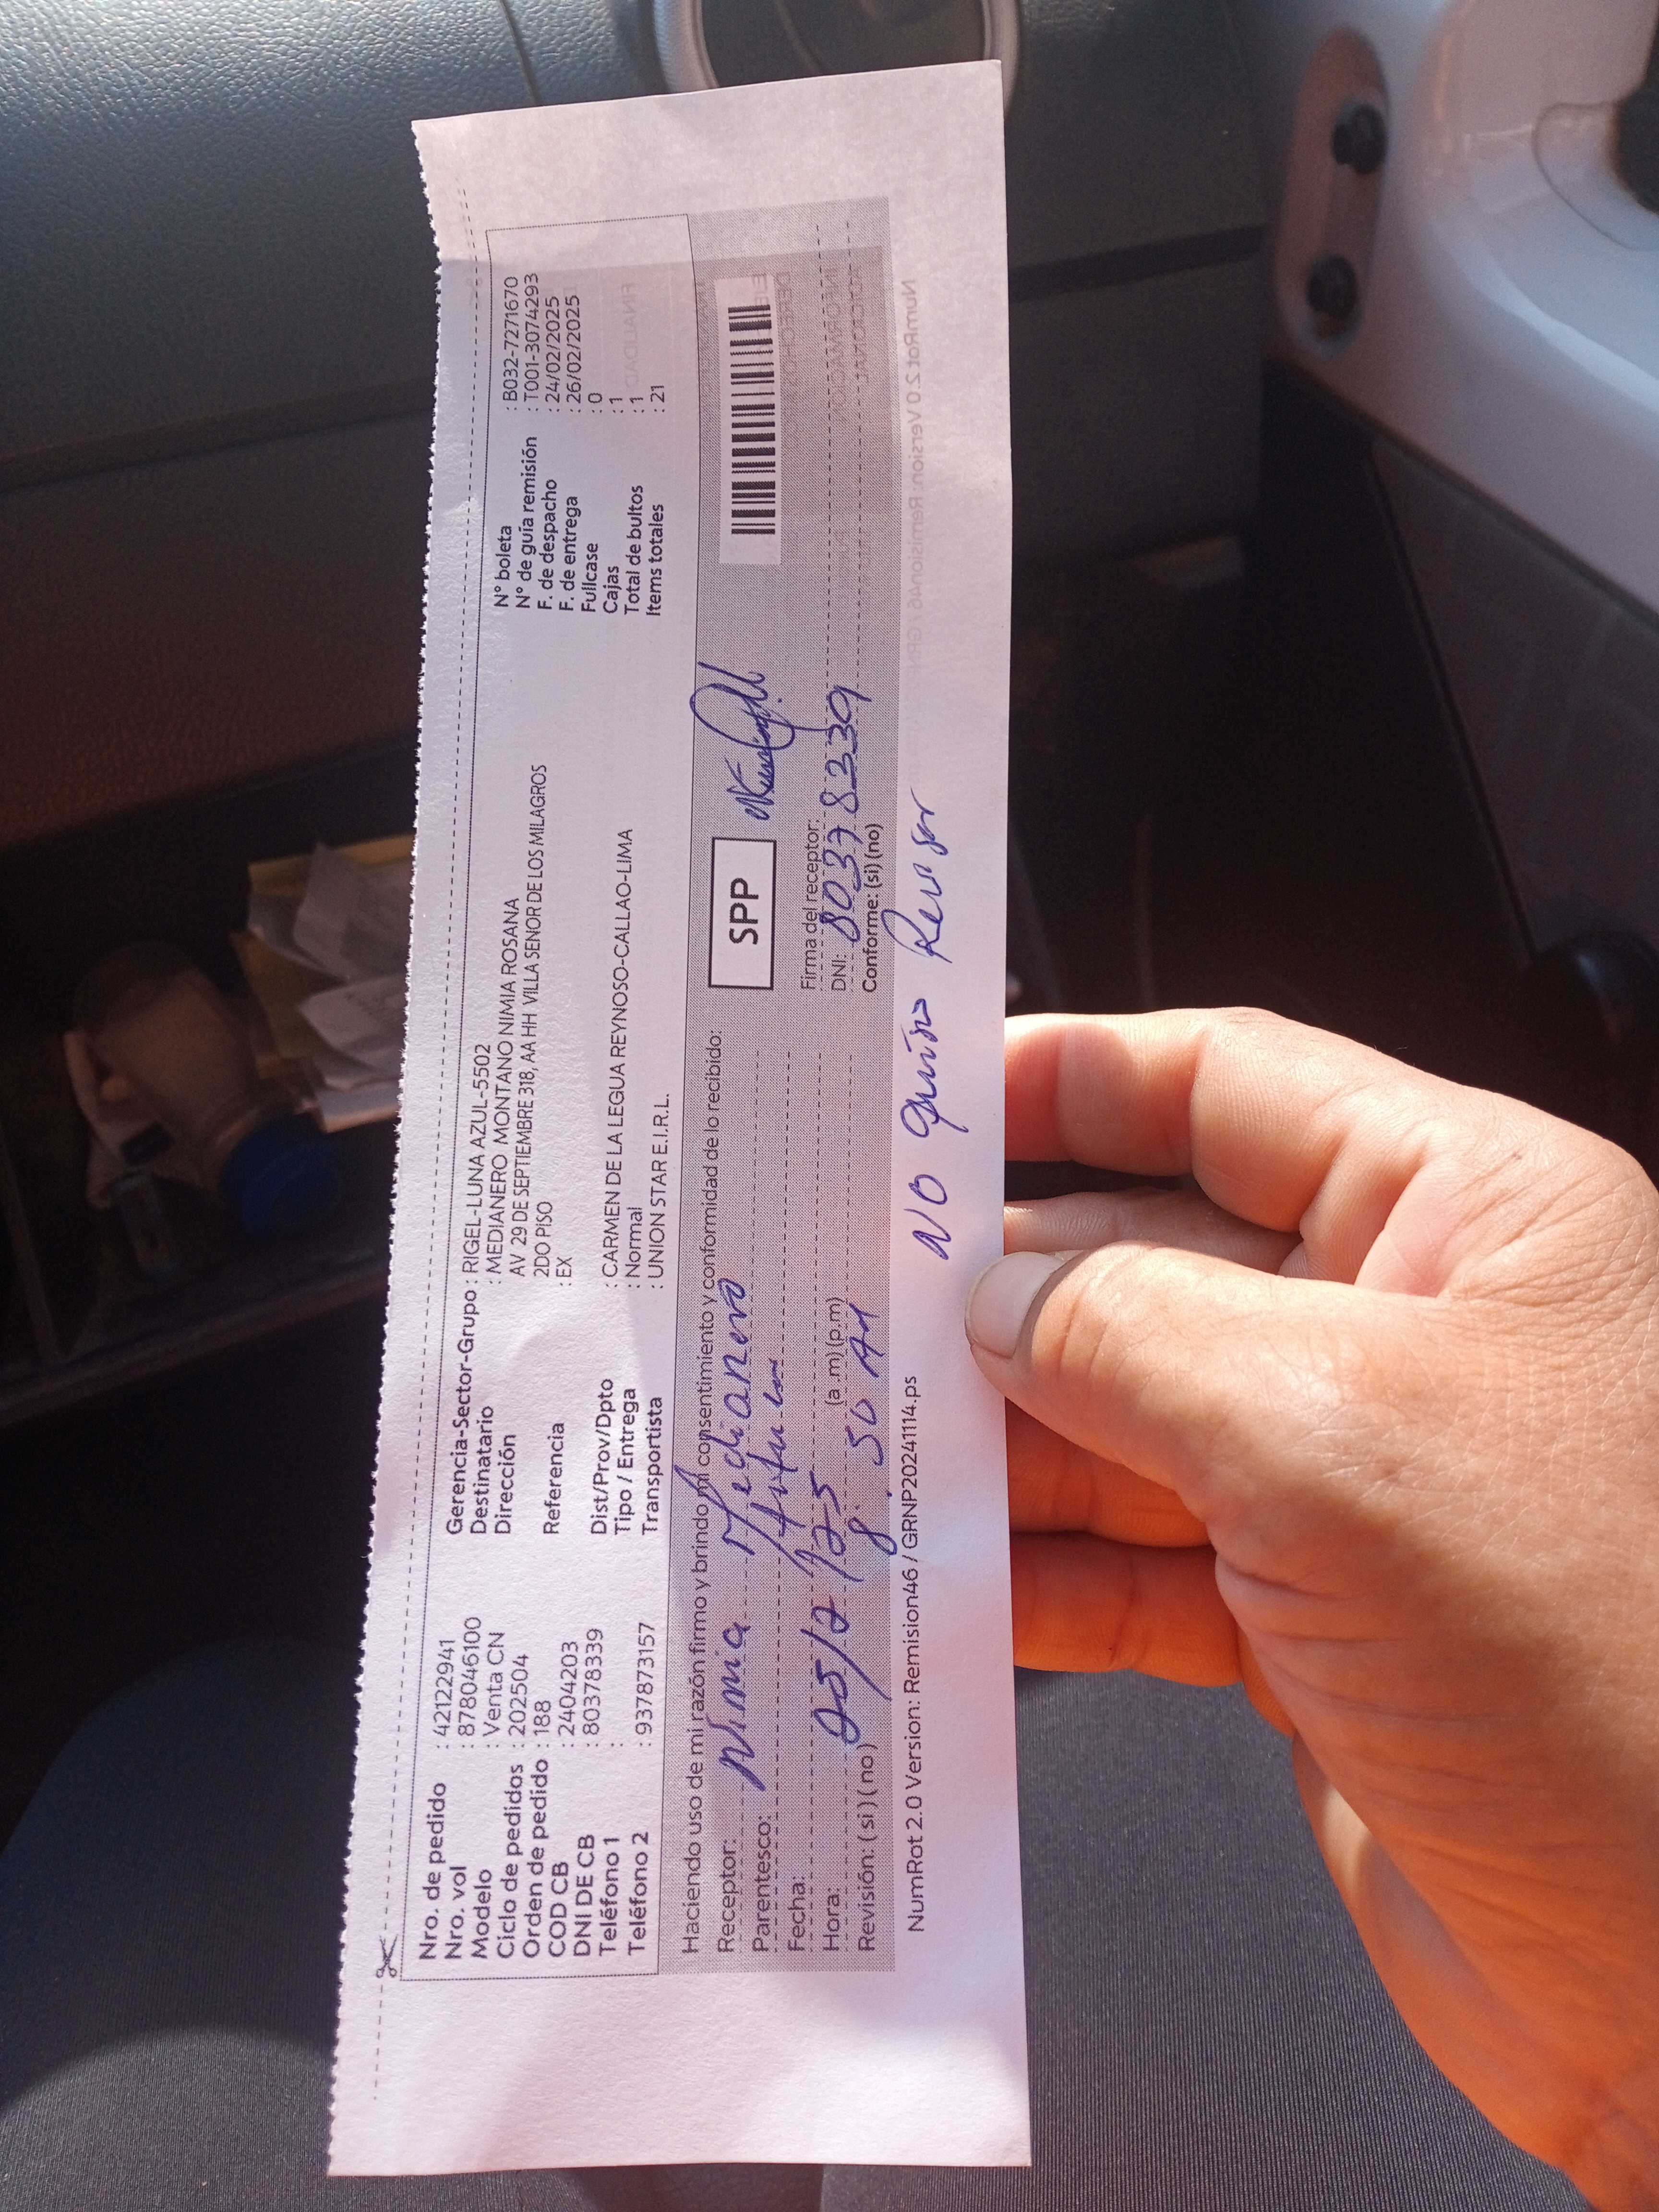 Nro. de pedido : 42122941
Nro. vol : 878046100
Modelo : Venta CN
Ciclo de pedidos : 202504
Orden de pedido : 188
COD CB : 2404203
DNI DE CB : 80378339
Teléfono 1 :
Teléfono 2 : 937873157
Gerencia-Sector-Grupo : RIGEL-LUNA AZUL-5502
Destinatario : MEDIANERO MONTANO NIMIA ROSANA
Dirección AV 29 DE SEPTIEMBRE 318, AA HH VILLA SENOR DE LOS MILAGROS
2DO PISO
Referencia : EX
Dist/Prov/Dpto : CARMEN DE LA LEGUA REYNOSO-CALLAO-LIMA
Tipo / Entrega : Normal
Transportista : UNION STAR E.I.R.L.
N° boleta : B032-7271670
N° de guía remisión : T001-3074293
F. de despacho : 24/02/2025
F. de entrega : 26/02/2025
Fullcase : 0
Cajas : 1
Total de bultos : 1
Items totales : 21
Haciendo uso de mi razón firmo y brindo mi consentimiento y conformidad de lo recibido:
Receptor: Nimia Medianero
Parentesco:
Fecha: 25/2/25
Hora: 8:50 AM (a.m) (p.m)
Revisión: (si) (no)
SPP
Firma del receptor:
DNI: 80378339
Conforme: (si) (no)
NO quiso Revisar
NumRot 2.0 Version: Remision46 / GRNP20241114.ps